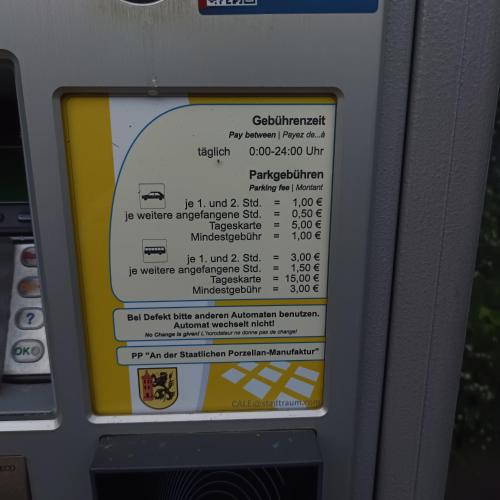 Gebührenzeit
Pay between | Payez de...à
täglich 0:00-24:00 Uhr
Parkgebühren
Parking fee | Montant
je 1. und 2. Std. = 1,00 €
je weitere angefangene Std. = 0,50 €
Tageskarte = 5,00 €
Mindestgebühr = 1,00 €
je 1. und 2. Std. = 3,00 €
je weitere angefangene Std. = 1,50 €
Tageskarte = 15,00 €
Mindestgebühr = 3,00 €
Bei Defekt bitte anderen Automaten benutzen.
Automat wechselt nicht!
No Change is given! L'horodateur ne donne pas de change!
PP "An der Staatlichen Porzellan-Manufaktur"
CALE@stadtraum.com
?
OK